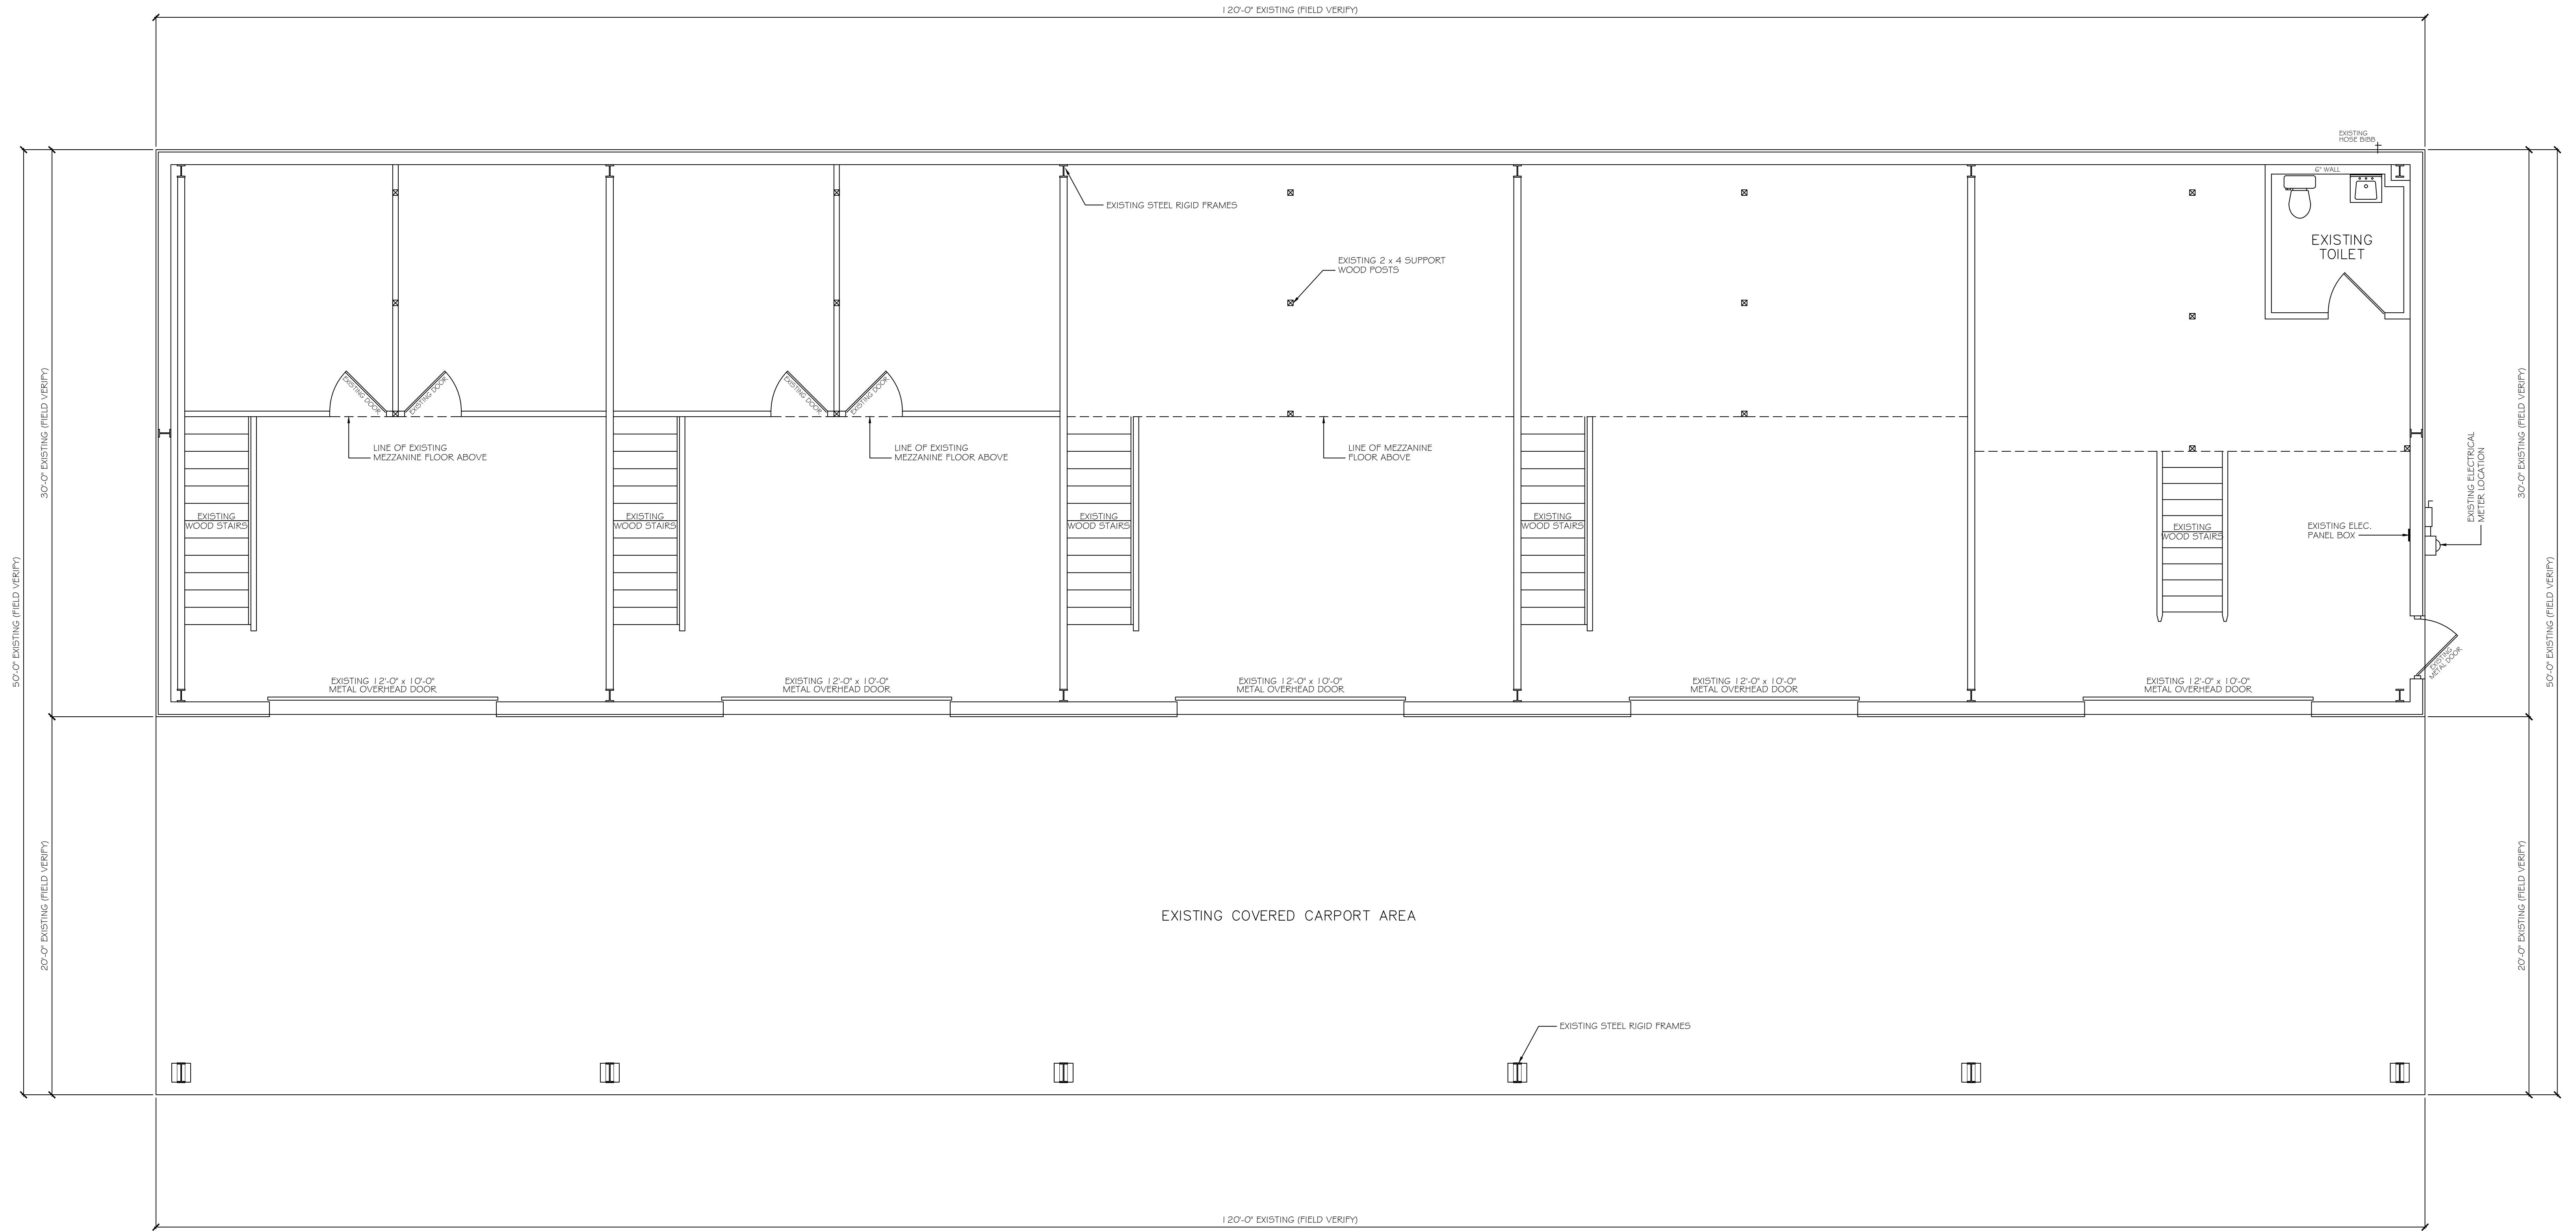 120'-0" EXISTING (FIELD VERIFY)
EXISTING
HOSE BIBB
6" WALL
EXISTING STEEL RIGID FRAMES
EXISTING
TOILET
EXISTING 2 x 4 SUPPORT
WOOD POSTS
EXISTING DOOR
EXISTING DOOR
EXISTING DOOR
EXISTING DOOR
30'-0" EXISTING (FIELD VERIFY)
30'-0" EXISTING (FIELD VERIFY)
LINE OF EXISTING
MEZZANINE FLOOR ABOVE
LINE OF EXISTING
MEZZANINE FLOOR ABOVE
LINE OF MEZZANINE
FLOOR ABOVE
EXISTING ELECTRICAL
METER LOCATION
EXISTING
WOOD STAIRS
EXISTING
WOOD STAIRS
EXISTING
WOOD STAIRS
EXISTING
WOOD STAIRS
EXISTING
WOOD STAIRS
EXISTING ELEC.
PANEL BOX
50'-0" EXISTING (FIELD VERIFY)
50'-0" EXISTING (FIELD VERIFY)
EXISTING
METAL DOOR
EXISTING 12'-0" x 10'-0"
METAL OVERHEAD DOOR
EXISTING 12'-0" x 10'-0"
METAL OVERHEAD DOOR
EXISTING 12'-0" x 10'-0"
METAL OVERHEAD DOOR
EXISTING 12'-0" x 10'-0"
METAL OVERHEAD DOOR
EXISTING 12'-0" x 10'-0"
METAL OVERHEAD DOOR
20'-0" EXISTING (FIELD VERIFY)
20'-0" EXISTING (FIELD VERIFY)
EXISTING COVERED CARPORT AREA
EXISTING STEEL RIGID FRAMES
120'-0" EXISTING (FIELD VERIFY)